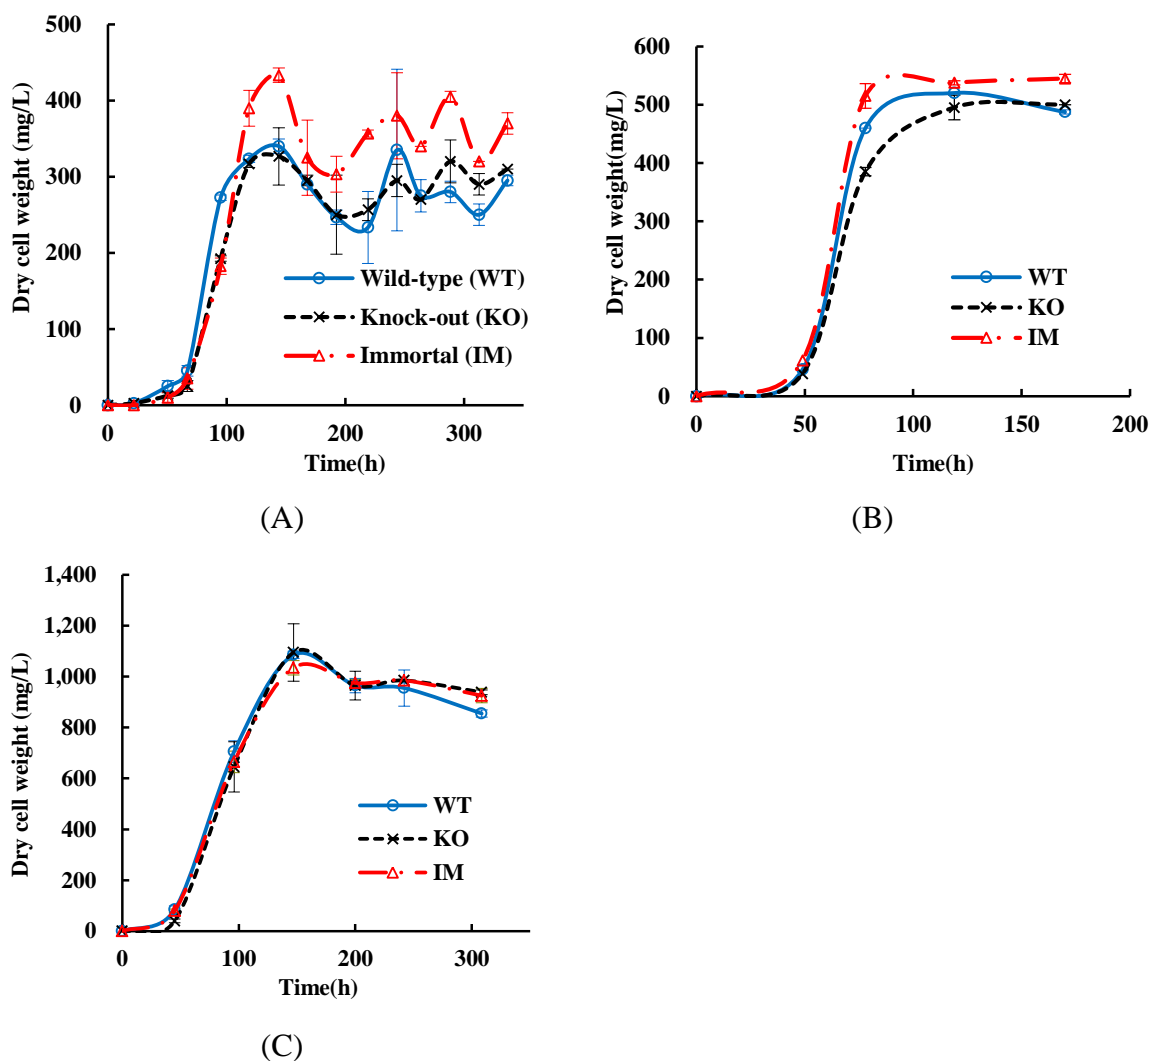 500
400
300
200
100
0
0 100 200 300
Dry cell weight (mg/L)
Time(h)
Wild-type (WT)
Knock-out (KO)
Immortal (IM)
(A)
600
500
400
300
200
100
0
0 50 100 150 200
Dry cell weight(mg/L)
Time(h)
WT
KO
IM
(B)
1,400
1,200
1,000
800
600
400
200
0
0 100 200 300
Dry cell weight (mg/L)
Time(h)
WT
KO
IM
(C)